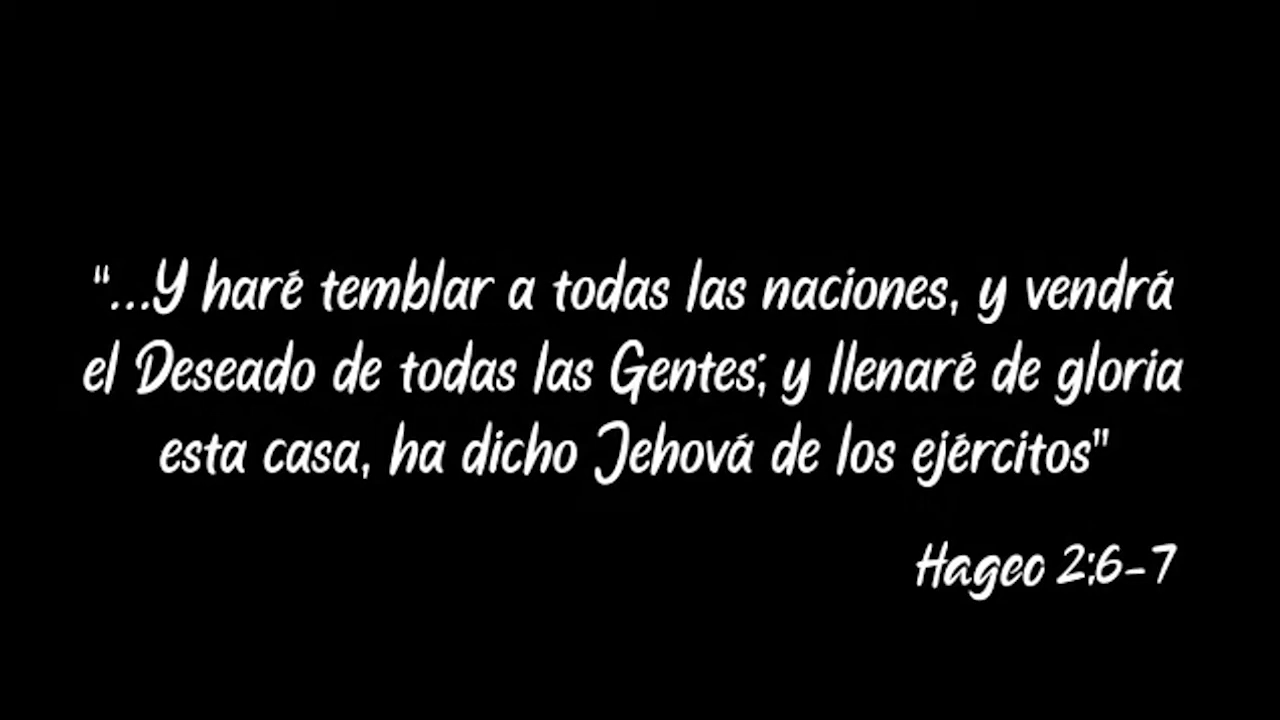 "...Y haré temblar a todas las naciones, y vendrá
el Deseado de todas las Gentes; y llenaré de gloria
esta casa, ha dicho Jehová de los ejércitos"
Hageo 2:6-7